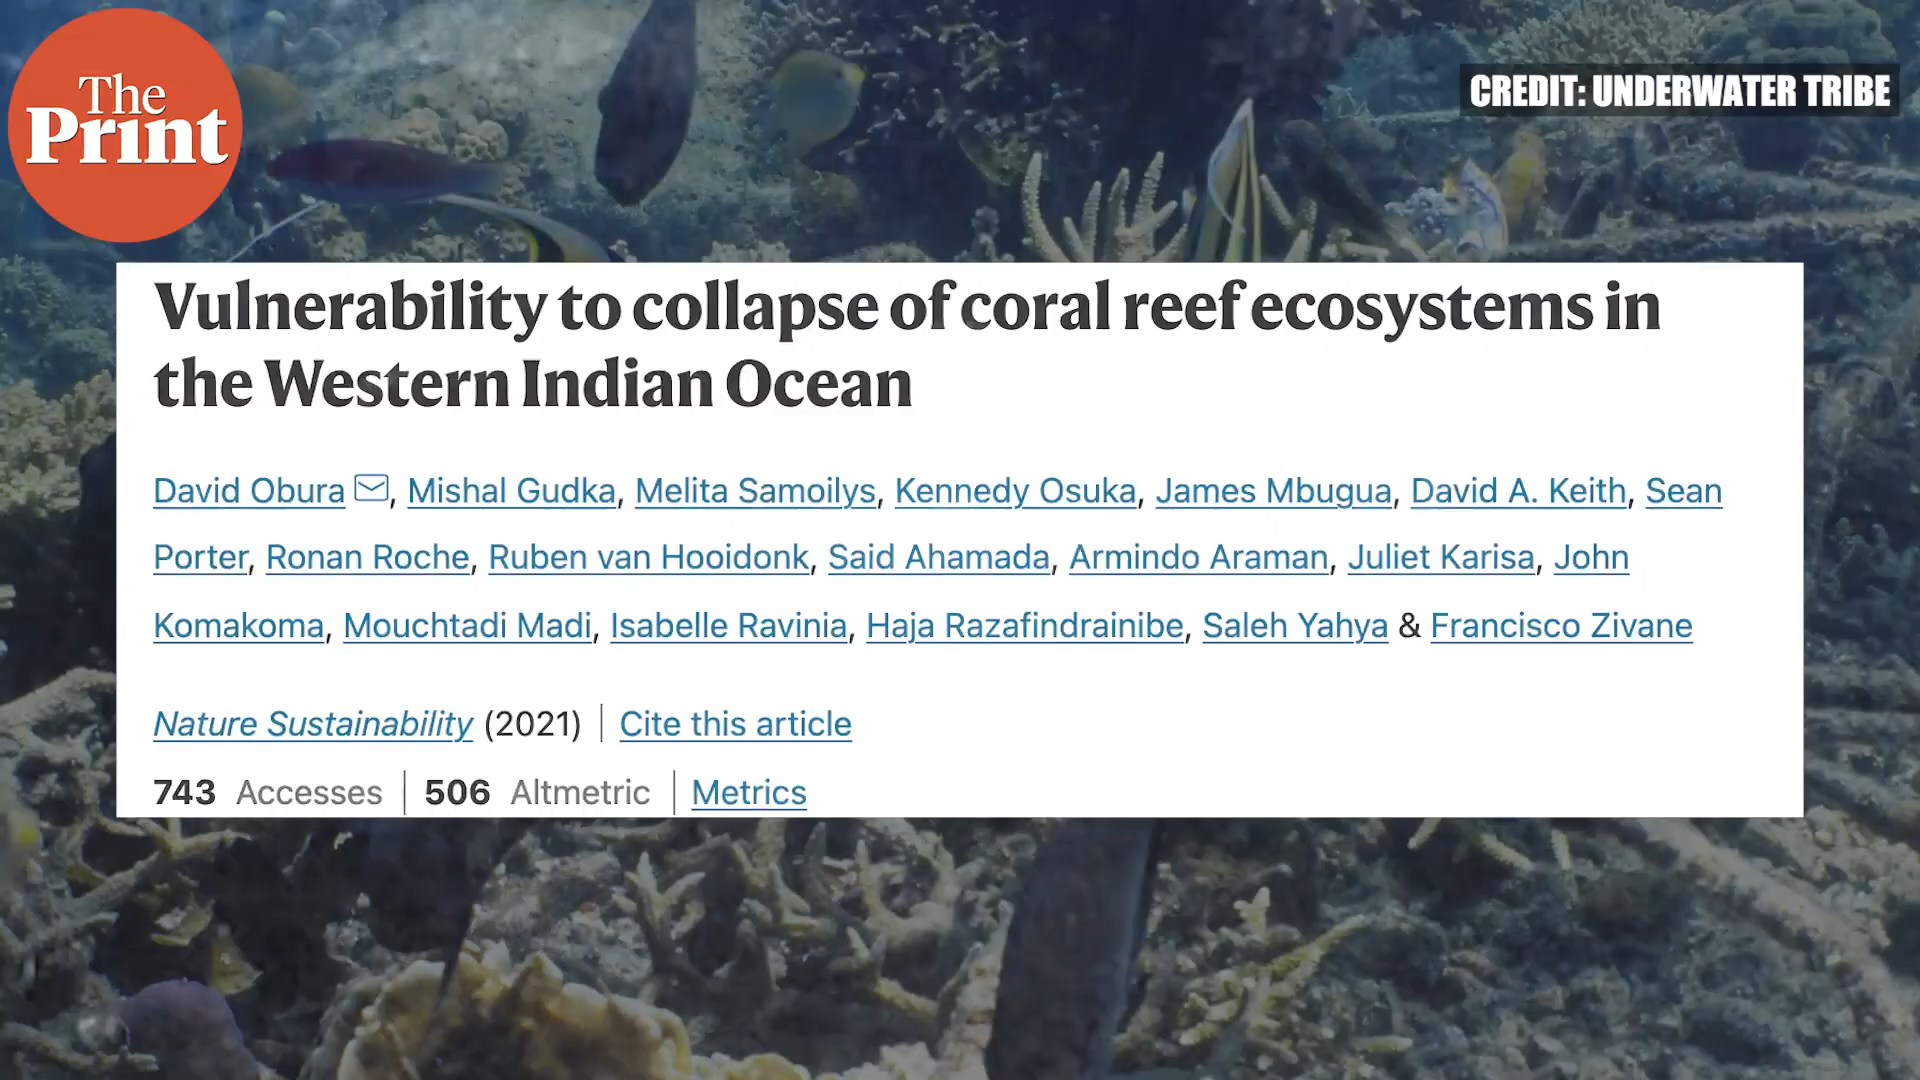 The
Print
CREDIT: UNDERWATER TRIBE
Vulnerability to collapse of coral reef ecosystems in
the Western Indian Ocean
David Obura, Mishal Gudka, Melita Samoilys, Kennedy Osuka, James Mbugua, David A. Keith, Sean
Porter, Ronan Roche, Ruben van Hooidonk, Said Ahamada, Armindo Araman, Juliet Karisa, John
Komakoma, Mouchtadi Madi, Isabelle Ravinia, Haja Razafindrainibe, Saleh Yahya & Francisco Zivane
Nature Sustainability (2021) | Cite this article
743 Accesses | 506 Altmetric | Metrics